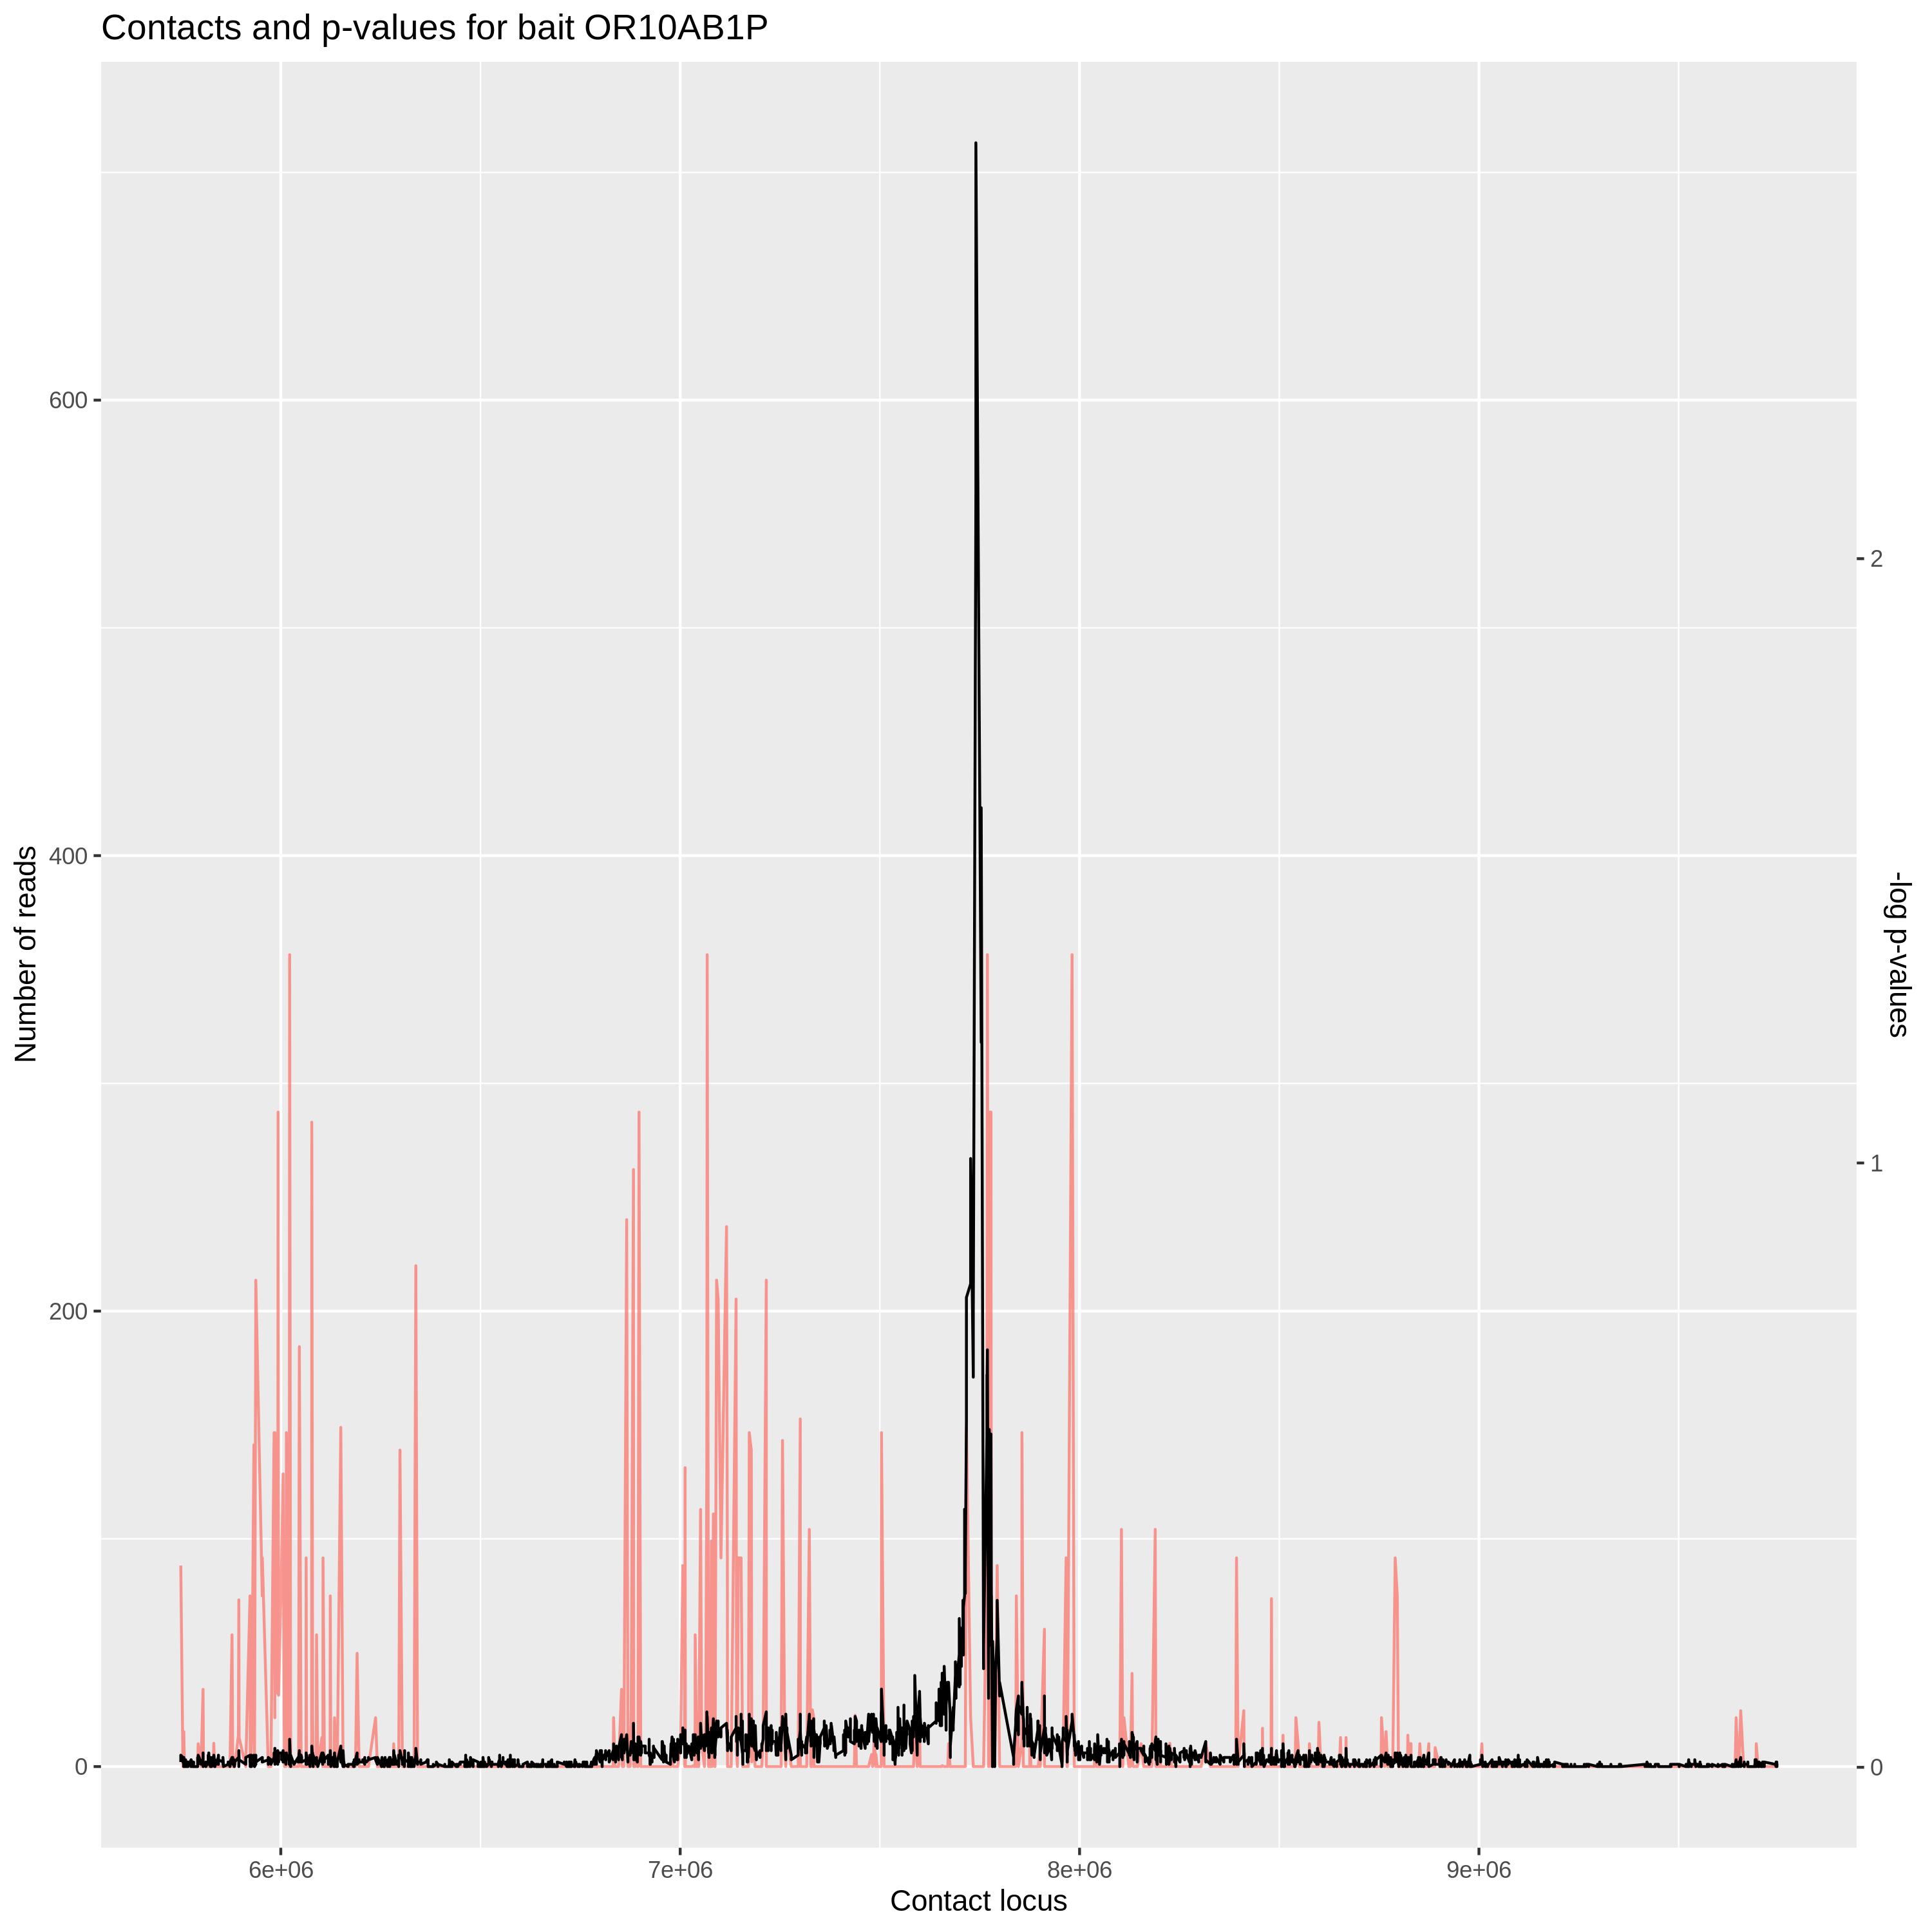 Contacts and p-values for bait OR10AB1P
Number of reads
600
400
200
0
2
1
0
-log p-values
6e+06
7e+06
8e+06
9e+06
Contact locus